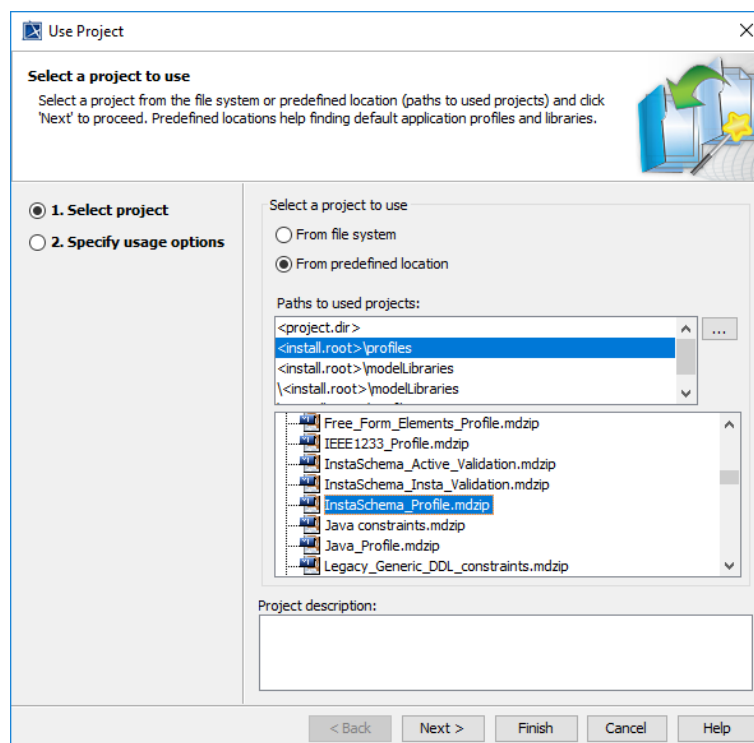 Use Project
Select a project to use
Select a project from the file system or predefined location (paths to used projects) and click
'Next' to proceed. Predefined locations help finding default application profiles and libraries.
1. Select project
2. Specify usage options
Select a project to use
From file system
From predefined location
Paths to used projects:
<project.dir>
...
<install.root>\profiles
<install.root>\modelLibraries
\<install.root>\modelLibraries
Free_Form_Elements_Profile.mdzip
IEEE1233_Profile.mdzip
InstaSchema_Active_Validation.mdzip
InstaSchema_Insta_Validation.mdzip
InstaSchema_Profile.mdzip
Java constraints.mdzip
Java_Profile.mdzip
Legacy_Generic_DDL_constraints.mdzip
Project description:
< Back Next > Finish Cancel Help